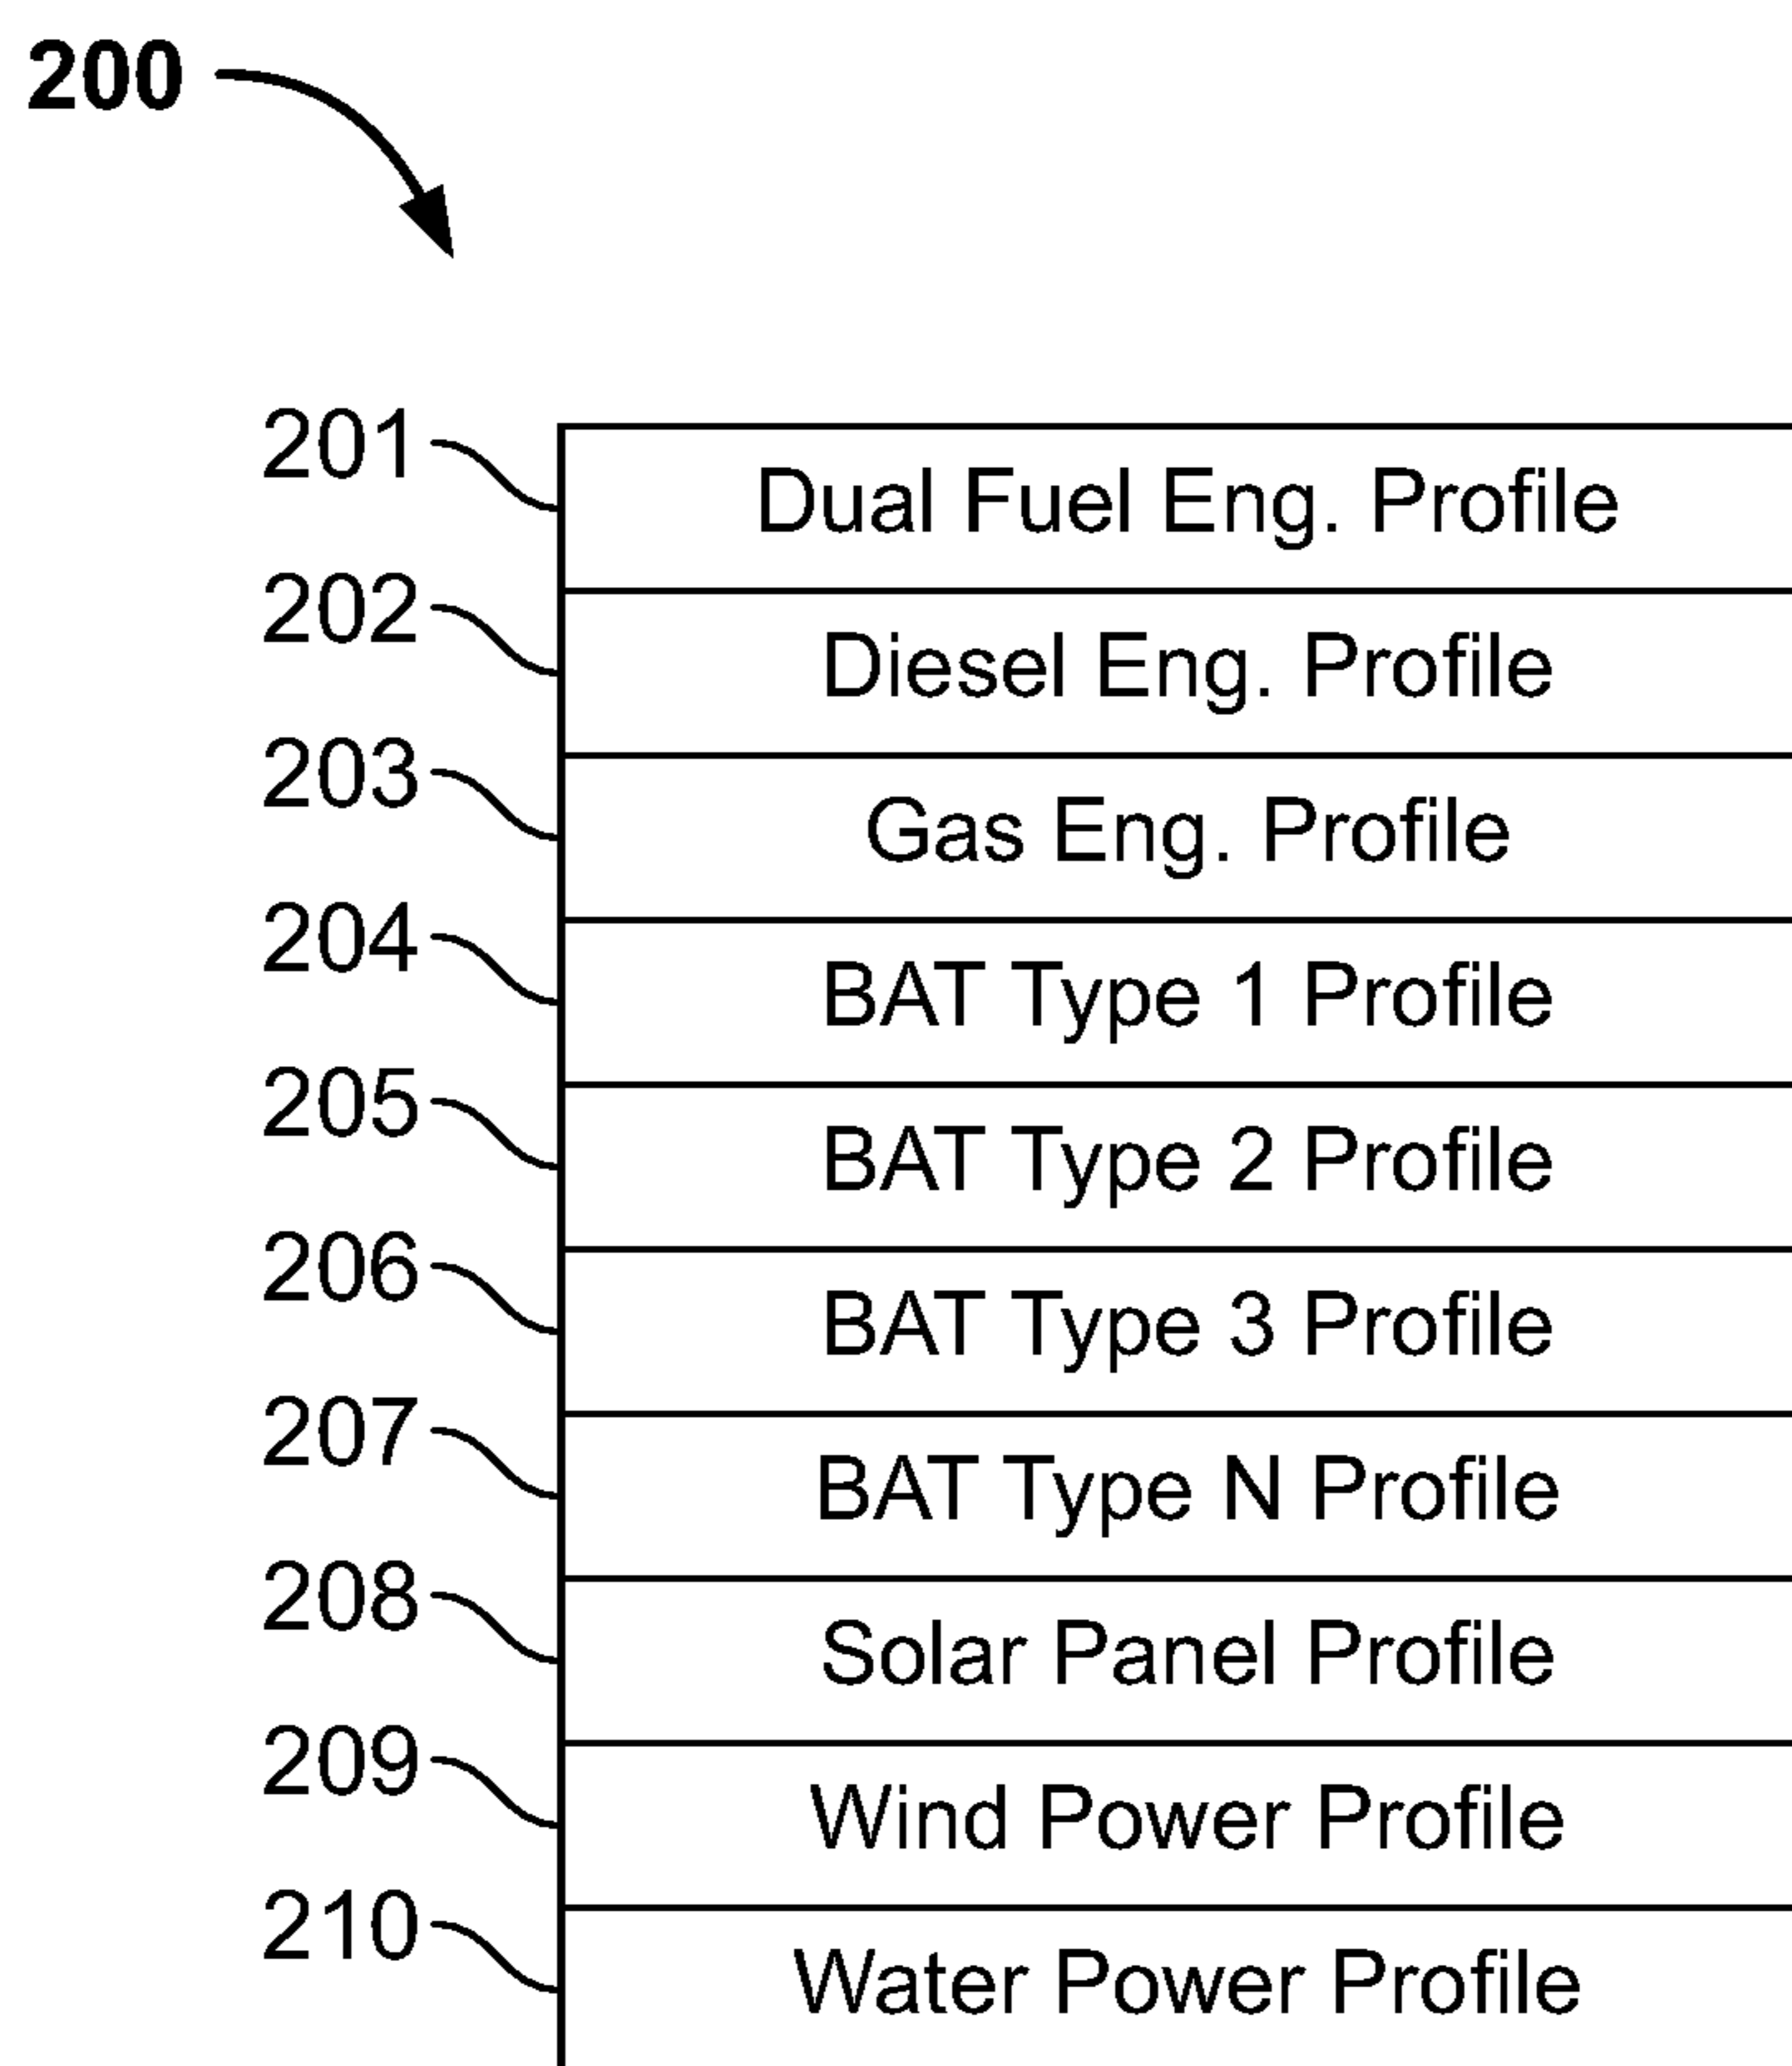 200
201 Dual Fuel Eng. Profile
202 Diesel Eng. Profile
203 Gas Eng. Profile
204 BAT Type 1 Profile
205 BAT Type 2 Profile
206 BAT Type 3 Profile
207 BAT Type N Profile
208 Solar Panel Profile
209 Wind Power Profile
210 Water Power Profile